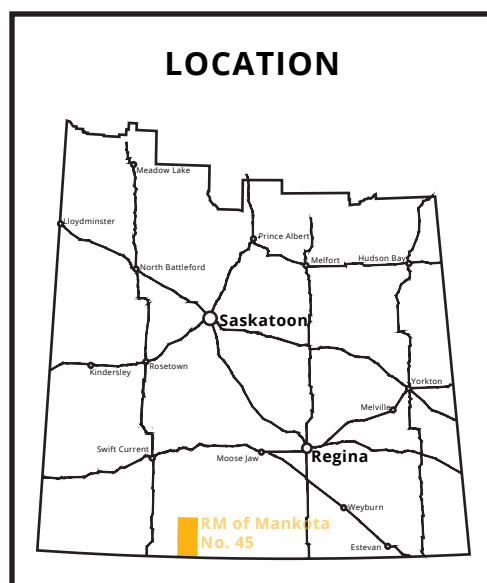 LOCATION
Meadow Lake
Lloydminster
Prince Albert
Melfort
Hudson Bay
North Battleford
Saskatoon
Kindersley
Rosetown
Yorkton
Melville
Swift Current
Moose Jaw
Regina
Weyburn
RM of Mankota
No. 45
Estevan